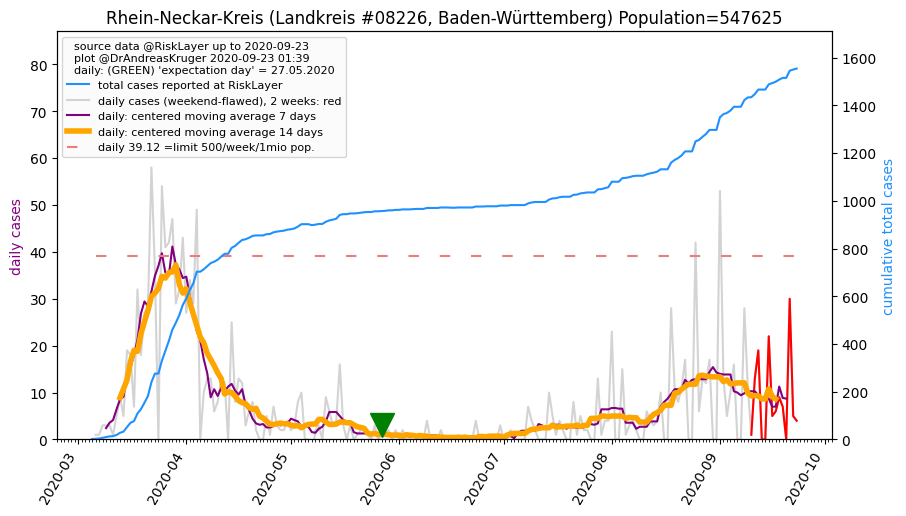 Rhein-Neckar-Kreis (Landkreis #08226, Baden-Württemberg) Population=547625
source data @RiskLayer up to 2020-09-23
plot @DrAndreasKruger 2020-09-23 01:39
daily: (GREEN) 'expectation day' = 27.05.2020
total cases reported at RiskLayer
daily cases (weekend-flawed), 2 weeks: red
daily: centered moving average 7 days
daily: centered moving average 14 days
daily 39.12 =limit 500/week/1mio pop.
daily cases
80
70
60
50
40
30
20
10
0
1600
1400
1200
1000
800
600
400
200
0
cumulative total cases
2020-03
2020-04
2020-05
2020-06
2020-07
2020-08
2020-09
2020-10